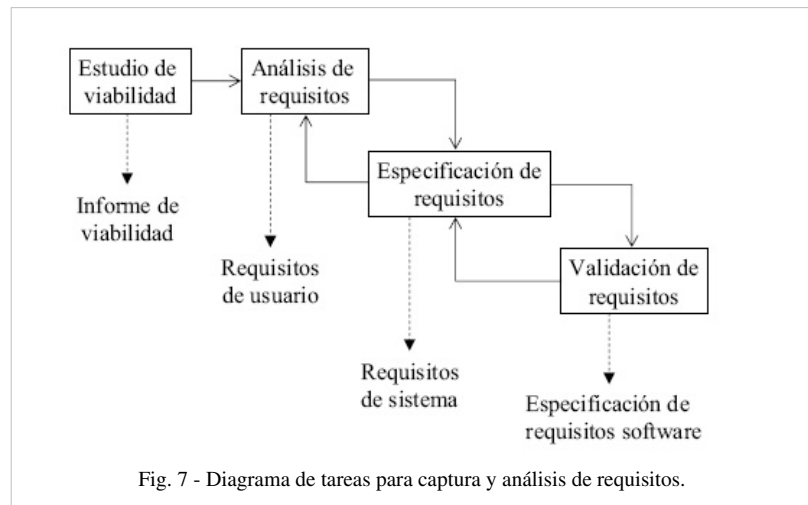 Estudio de
viabilidad
Análisis de
requisitos
Especificación de
requisitos
Informe de
viabilidad
Requisitos
de usuario
Validación de
requisitos
Requisitos
de sistema
Especificación de
requisitos software
Fig. 7 - Diagrama de tareas para captura y análisis de requisitos.